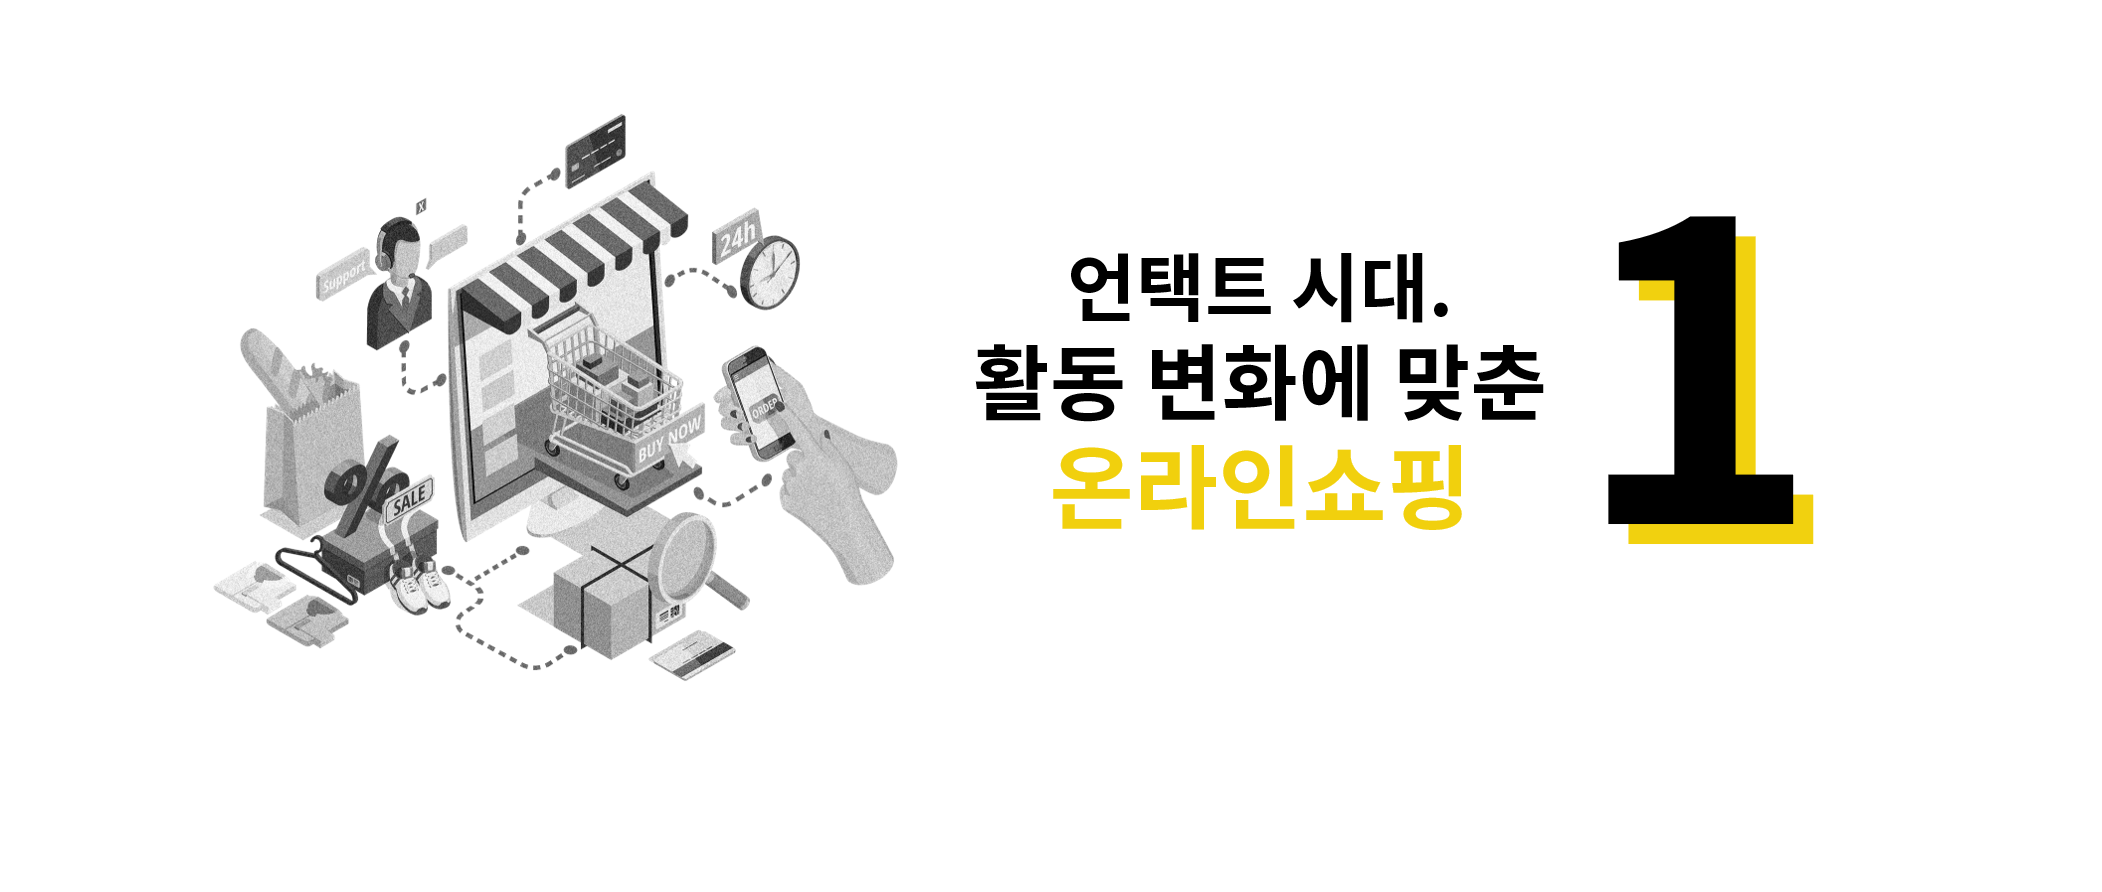 언택트 시대.
활동 변화에 맞춘
온라인쇼핑
1
24h
X
Support
ORDER
BUY NOW
SALE